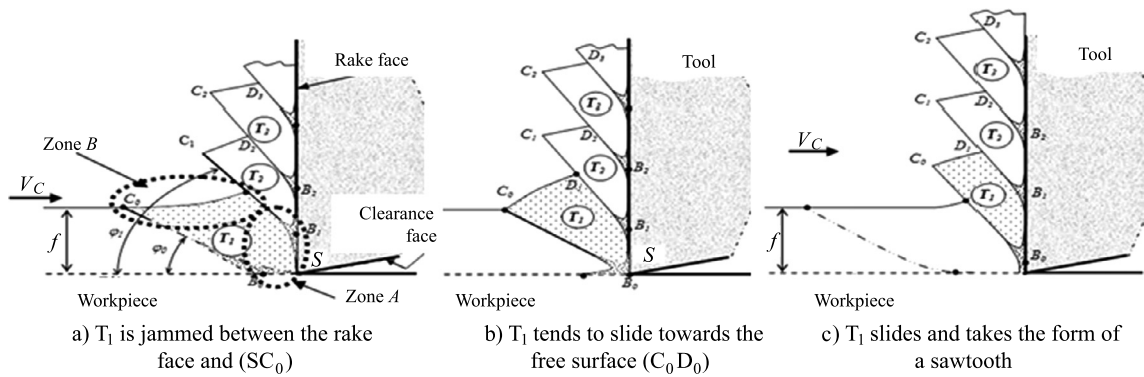 Rake face
Tool
Zone B
V_C
C_2
D_3
T_2
C_1
D_2
T_2
C_0
B_2
B_1
f
φ_1
φ_0
T_1
S
Clearance face
Zone A
Workpiece
a) T_1 is jammed between the rake face and (SC_0)
C_2
D_3
T_2
C_1
D_2
T_2
C_0
D_1
B_2
B_1
T_1
S
B_0
Tool
Workpiece
b) T_1 tends to slide towards the free surface (C_0D_0)
C_2
D_3
T_2
C_1
D_2
T_2
V_C
C_0
D_1
B_2
B_1
T_1
f
B_0
Workpiece
c) T_1 slides and takes the form of a sawtooth